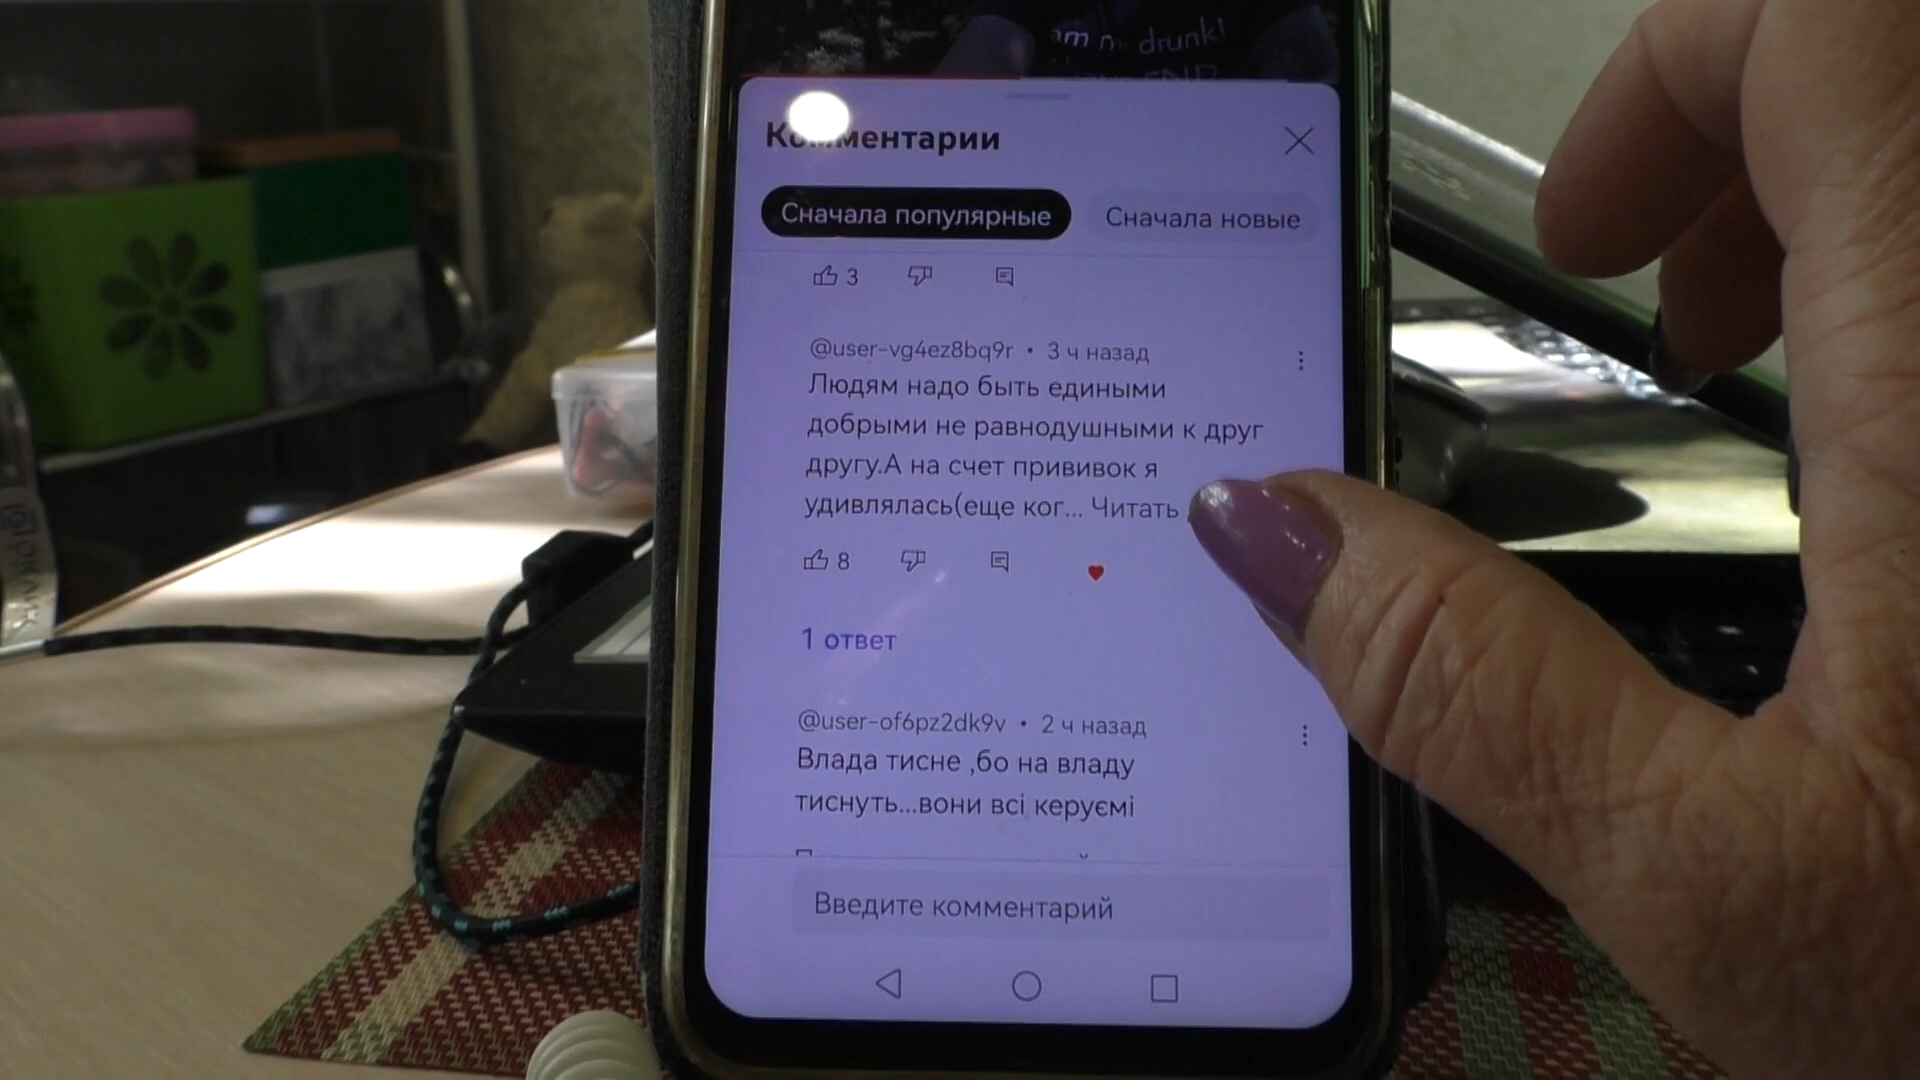 drunk!
Комментарии
Сначала популярные
Сначала новые
3
@user-vg4ez8bq9r • 3 ч назад
Людям надо быть едиными
добрыми не равнодушными к друг
другу.А на счет прививок я
удивлялась(еще ког... Читать
8
1 ответ
@user-of6pz2dk9v • 2 ч назад
Влада тисне ,бо на владу
тиснуть...вони всі керуємі
Введите комментарий